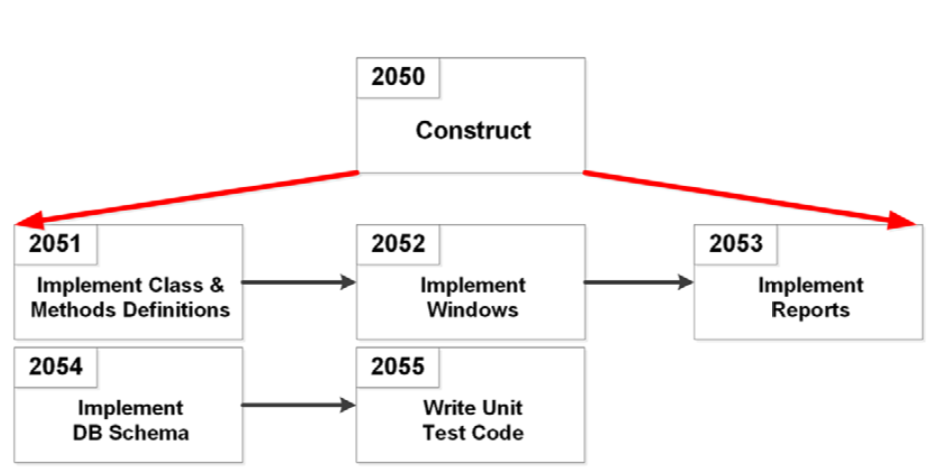 2050
Construct
2051
Implement Class &
Methods Definitions
2052
Implement
Windows
2053
Implement
Reports
2054
Implement
DB Schema
2055
Write Unit
Test Code